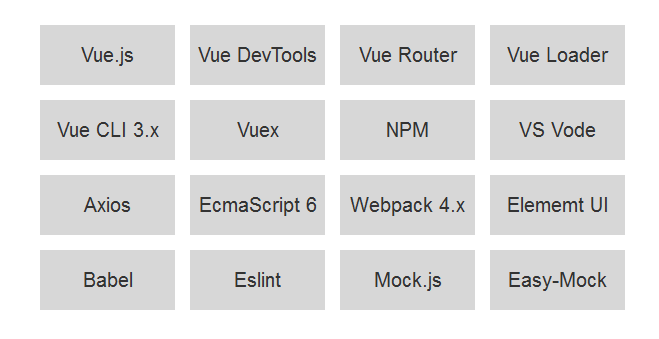 Vue.js
Vue DevTools
Vue Router
Vue Loader
Vue CLI 3.x
Vuex
NPM
VS Vode
Axios
EcmaScript 6
Webpack 4.x
Elememt UI
Babel
Eslint
Mock.js
Easy-Mock